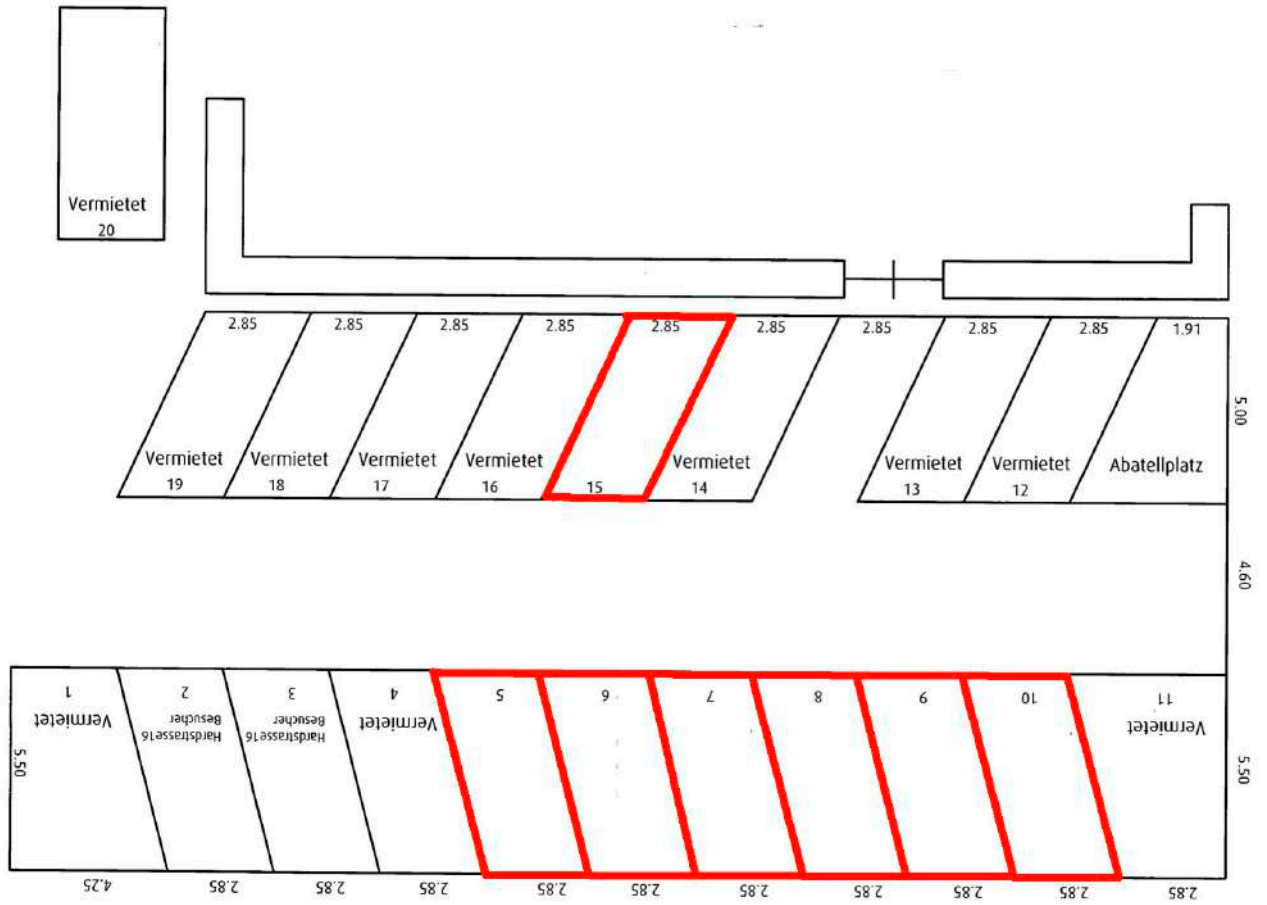 Vermietet
20
2.85
2.85
2.85
2.85
2.85
2.85
2.85
2.85
2.85
1.91
5.00
Vermietet
19
Vermietet
18
Vermietet
17
Vermietet
16
15
Vermietet
14
Vermietet
13
Vermietet
12
Abatellplatz
4.60
1
Vermietet
2
Besucher
Hardstrasse16
3
Besucher
Hardstrasse16
4
Vermietet
5
6
7
8
9
10
11
Vermietet
5.50
5.50
4.25
2.85
2.85
2.85
2.85
2.85
2.85
2.85
2.85
2.85
2.85